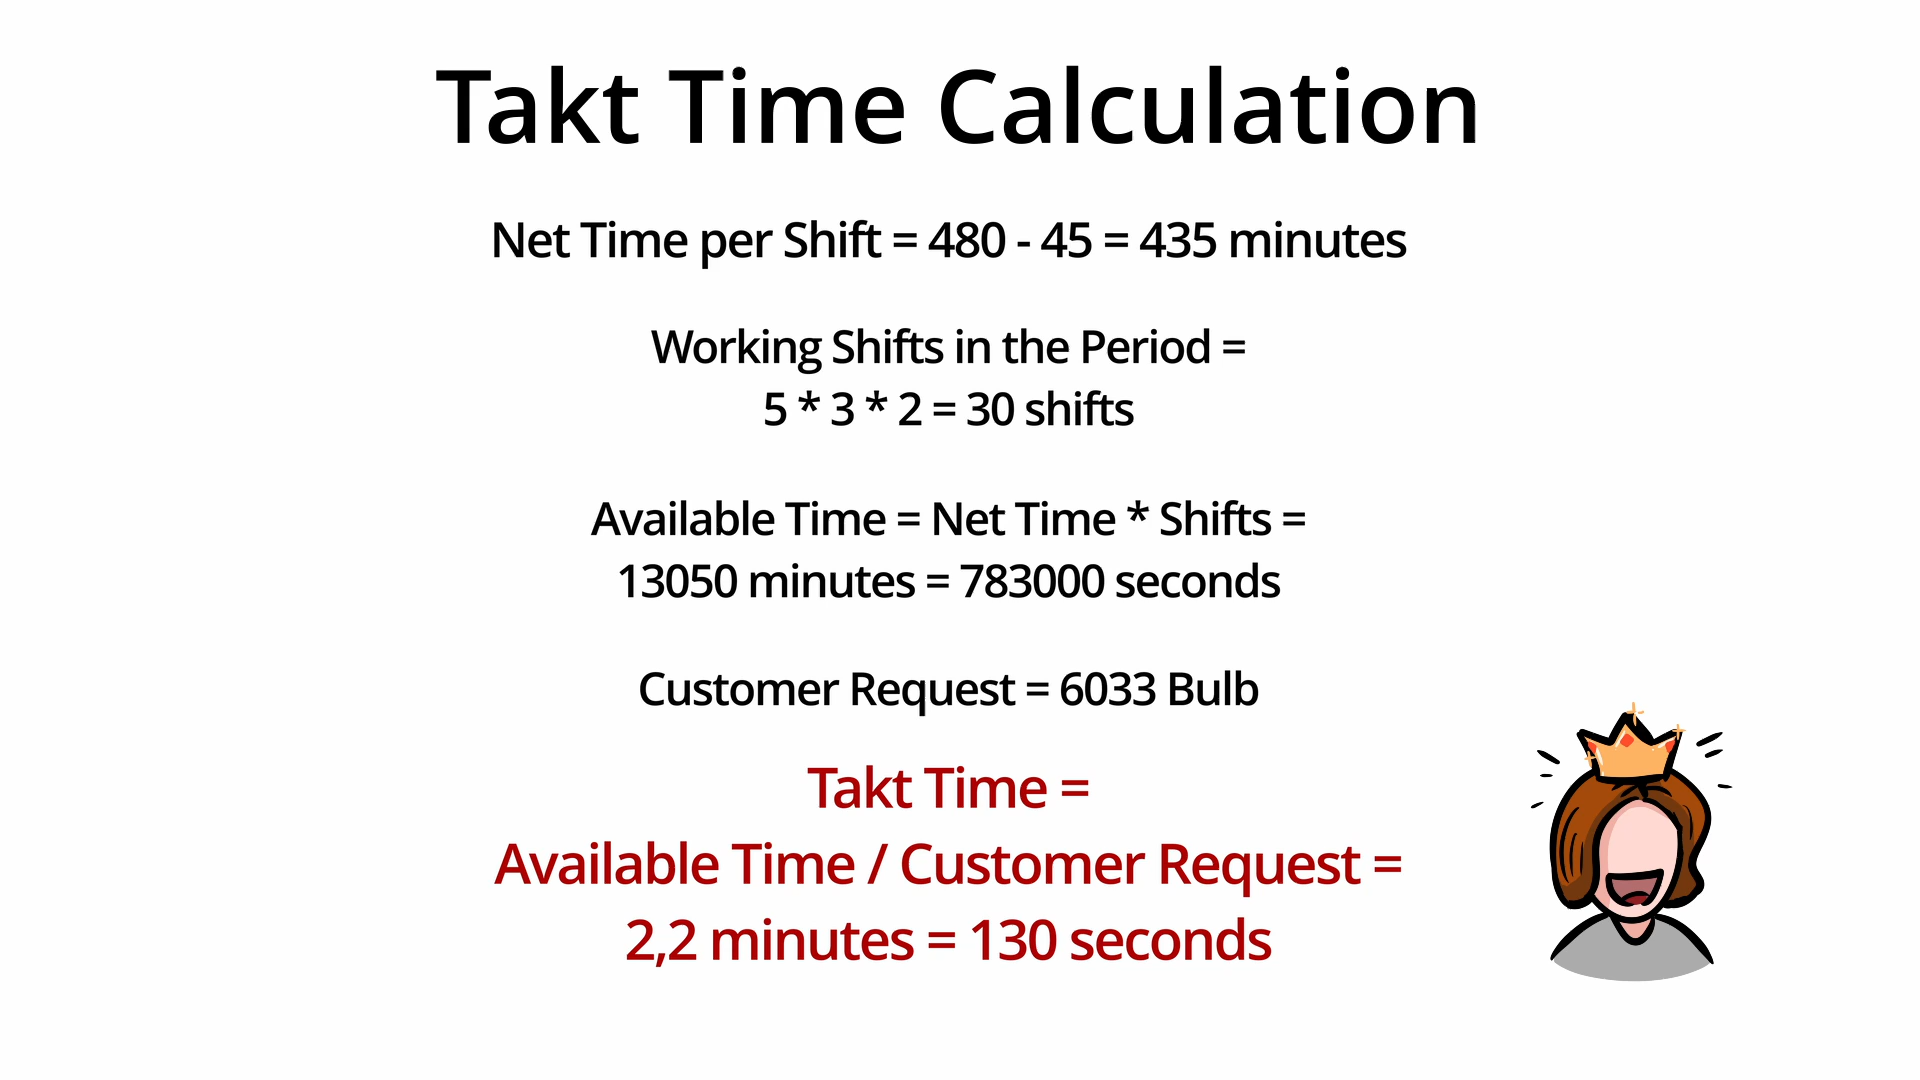 Takt Time Calculation
Net Time per Shift = 480 - 45 = 435 minutes
Working Shifts in the Period =
5 * 3 * 2 = 30 shifts
Available Time = Net Time * Shifts =
13050 minutes = 783000 seconds
Customer Request = 6033 Bulb
Takt Time =
Available Time / Customer Request =
2,2 minutes = 130 seconds